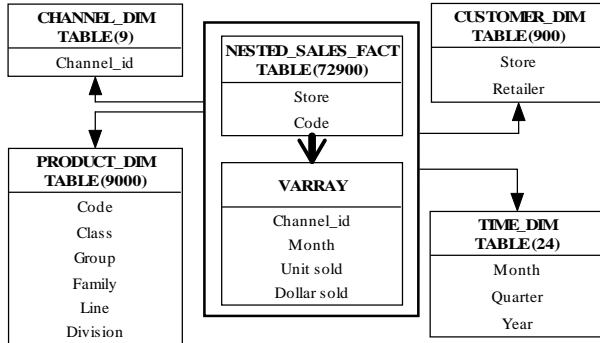 CHANNEL_DIM
TABLE(9)
Channel_id
PRODUCT_DIM
TABLE(9000)
Code
Class
Group
Family
Line
Division
NESTED_SALES_FACT
TABLE(72900)
Store
Code
VARRAY
Channel_id
Month
Unit sold
Dollar sold
CUSTOMER_DIM
TABLE(900)
Store
Retailer
TIME_DIM
TABLE(24)
Month
Quarter
Year